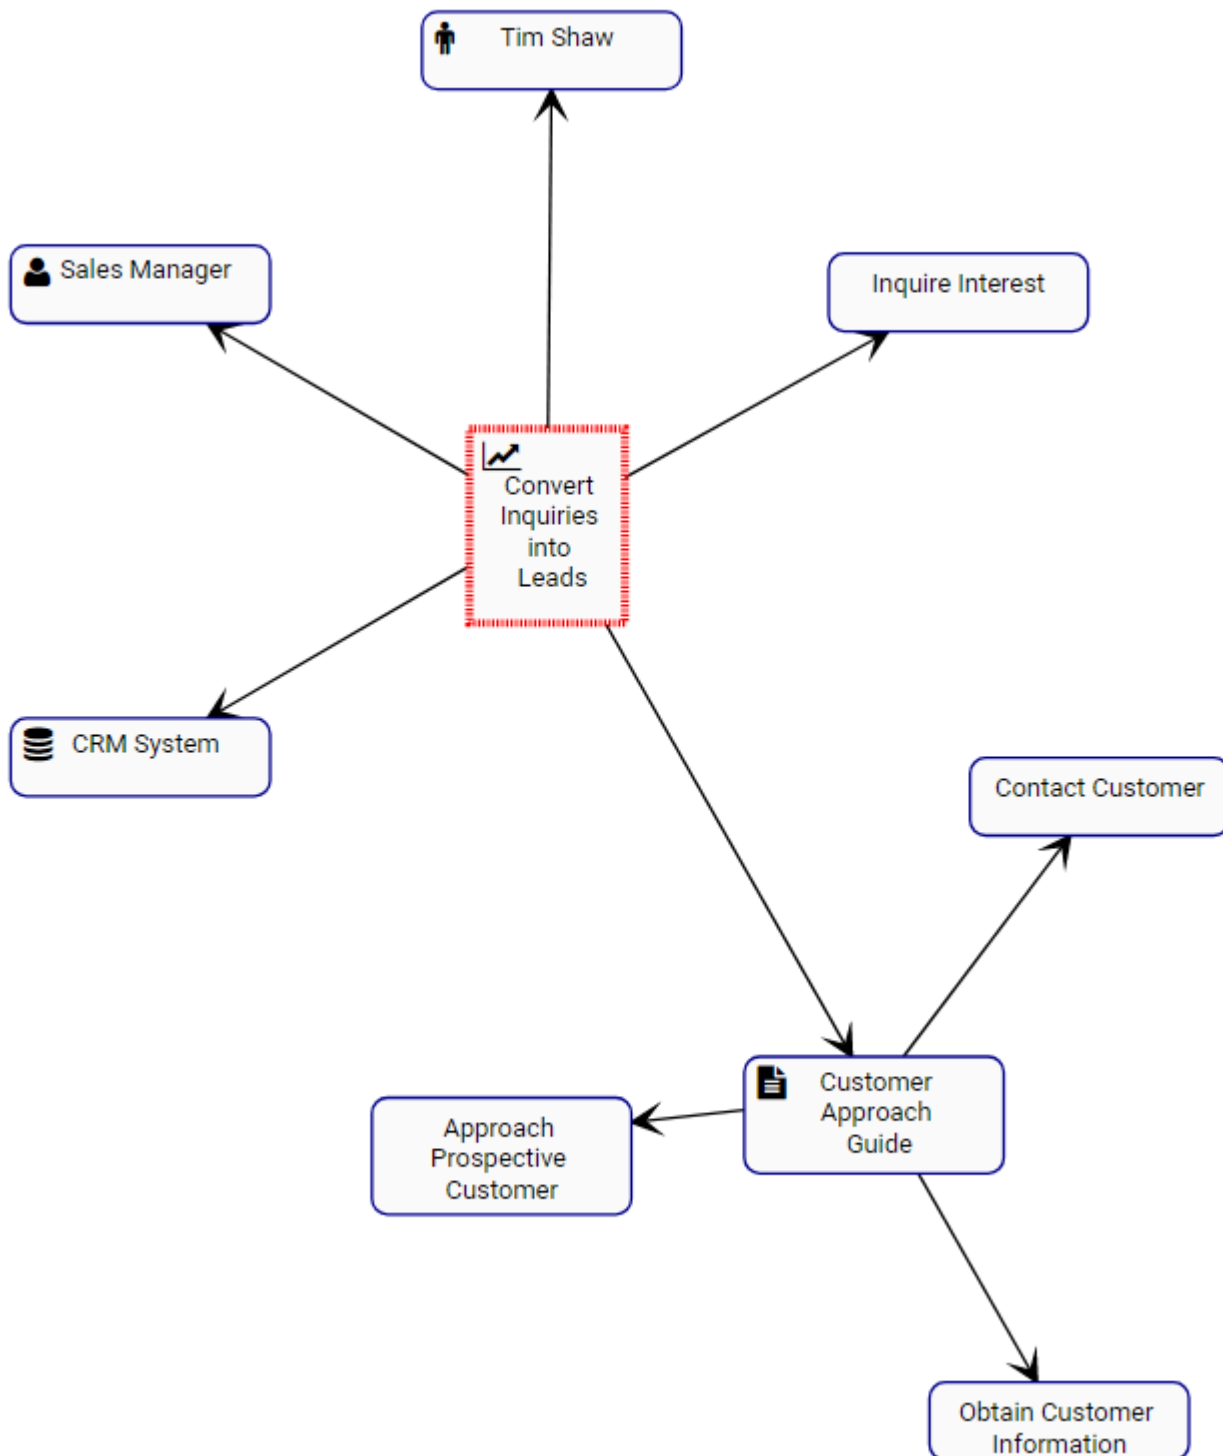 Tim Shaw
Sales Manager
Inquire Interest
Convert
Inquiries
into
Leads
CRM System
Contact Customer
Customer
Approach
Guide
Approach
Prospective
Customer
Obtain Customer
Information